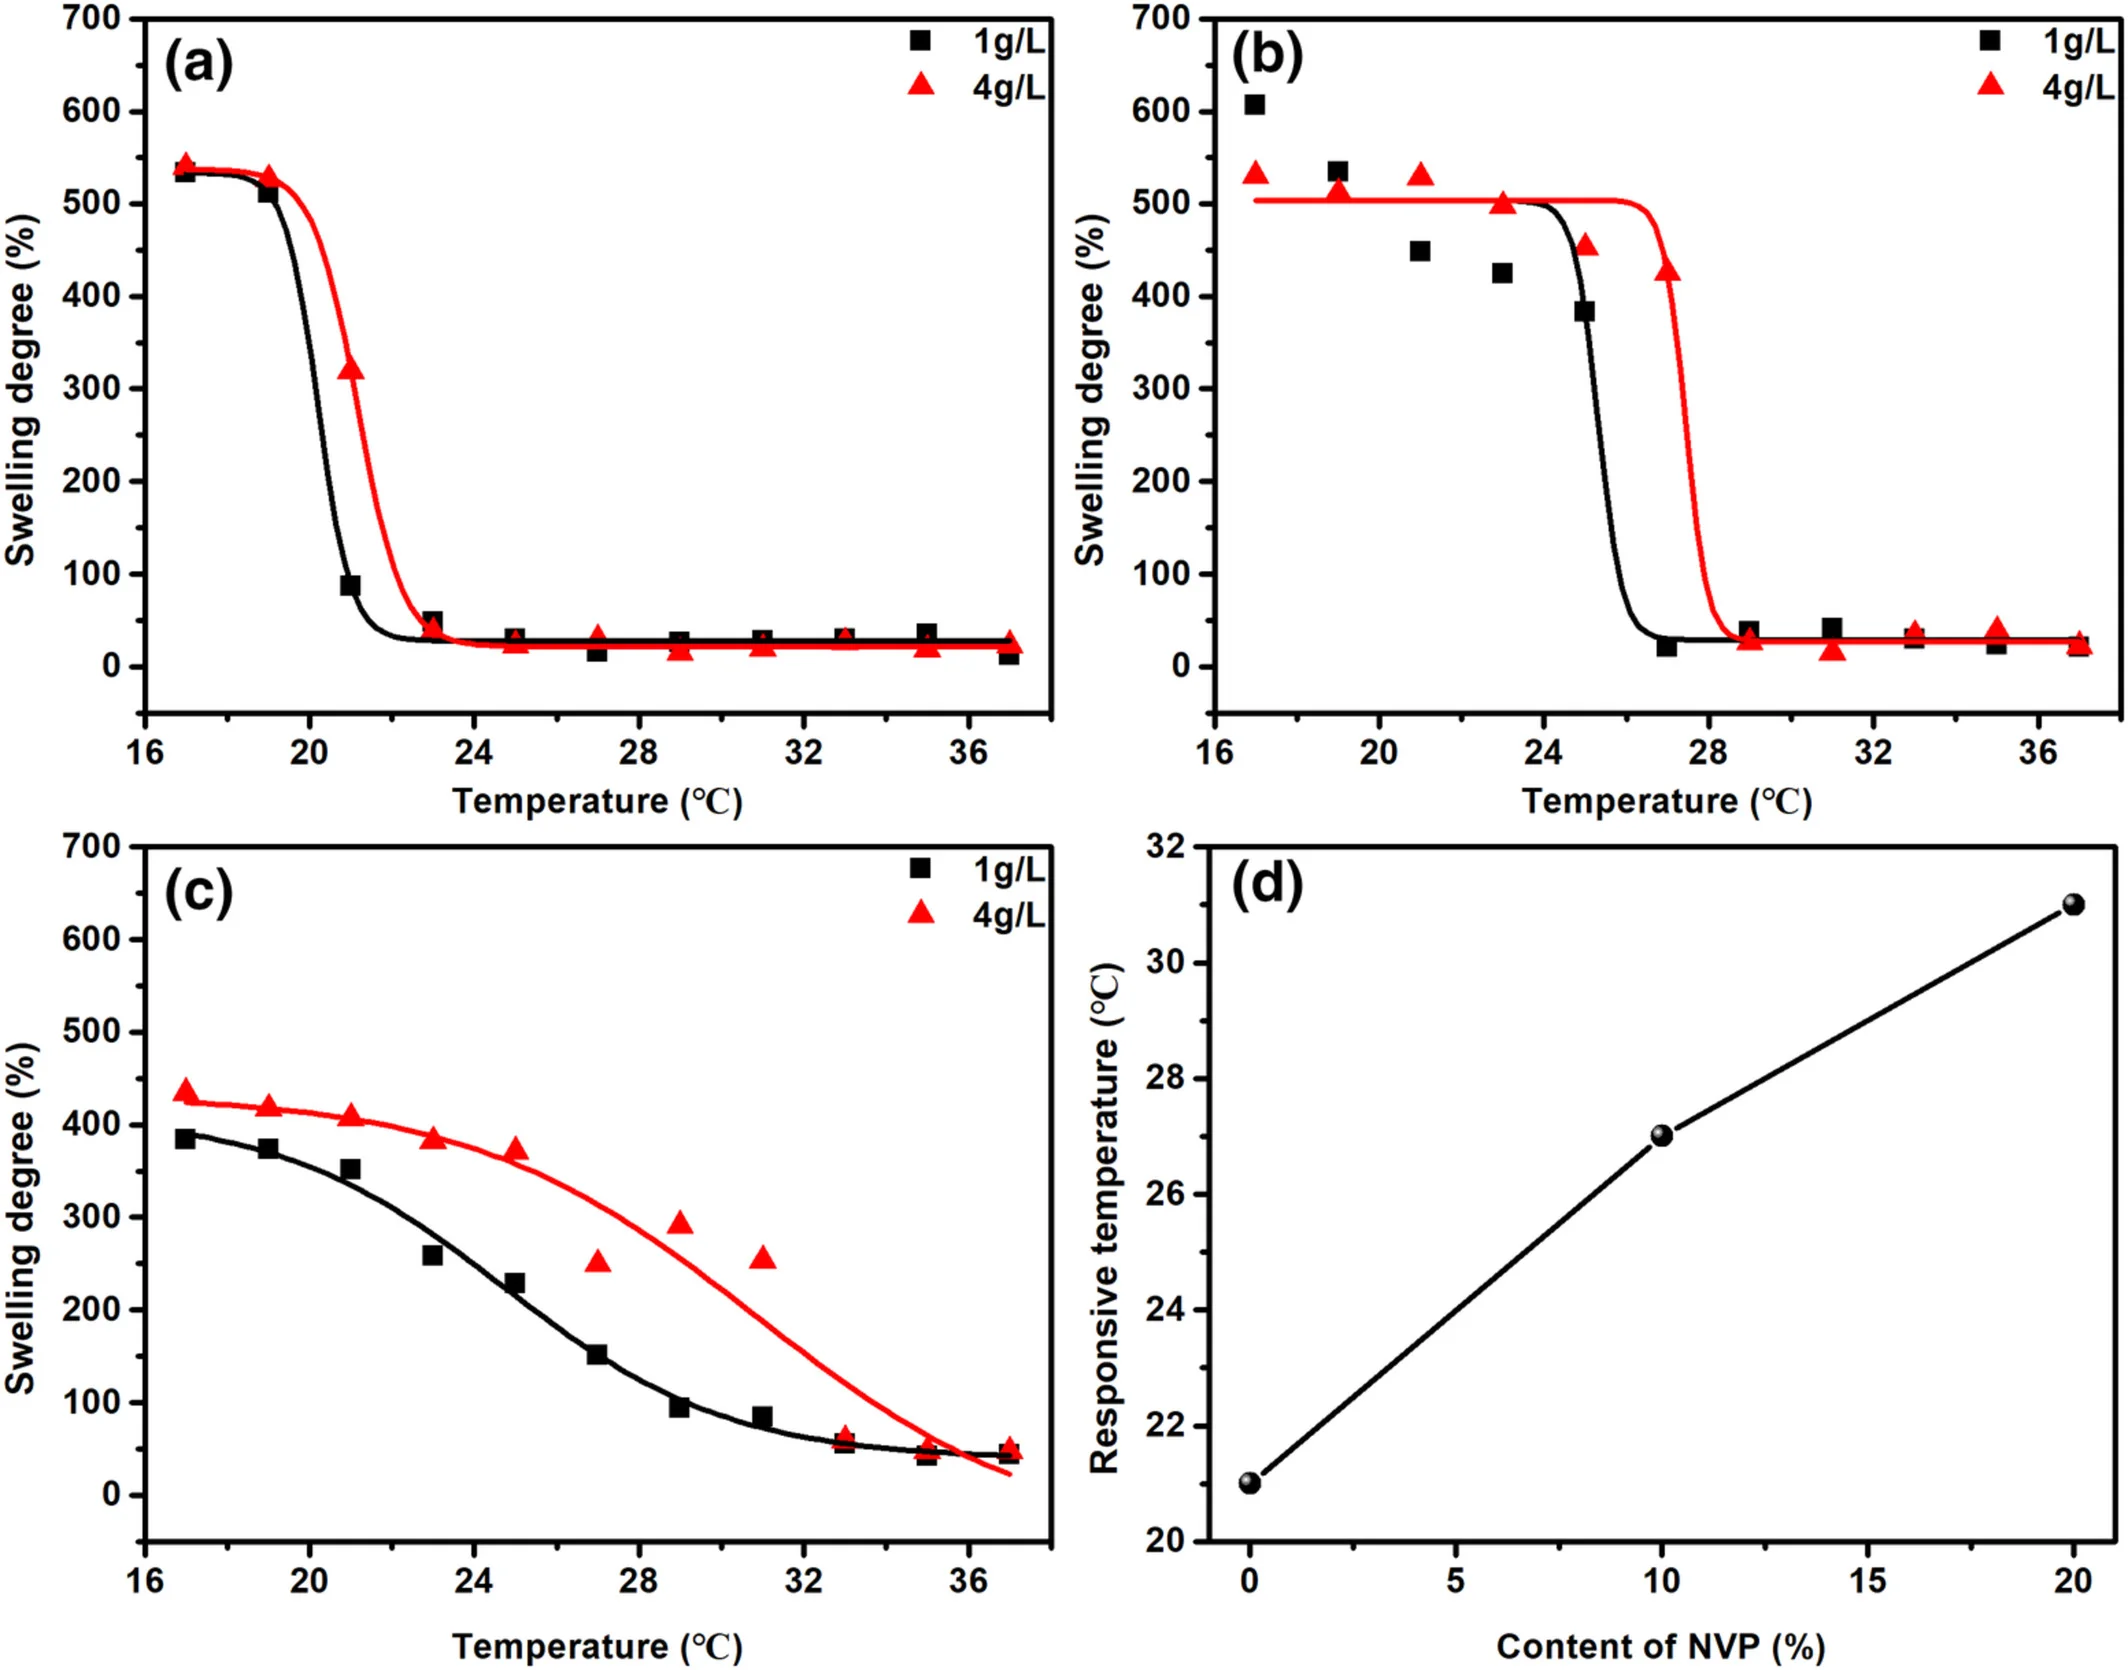 (a)
1g/L
4g/L
700
600
500
400
300
200
100
0
Swelling degree (%)
16 20 24 28 32 36
Temperature (℃)
(b)
1g/L
4g/L
700
600
500
400
300
200
100
0
Swelling degree (%)
16 20 24 28 32 36
Temperature (℃)
(c)
1g/L
4g/L
700
600
500
400
300
200
100
0
Swelling degree (%)
16 20 24 28 32 36
Temperature (℃)
(d)
32
30
28
26
24
22
20
Responsive temperature (℃)
0 5 10 15 20
Content of NVP (%)